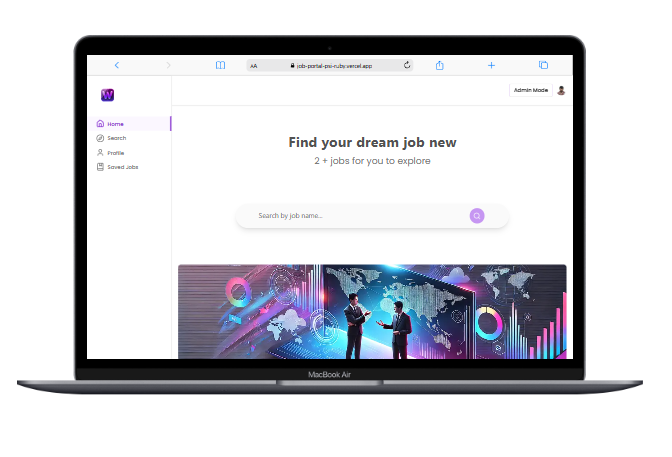 AA
job-portal-psi-ruby.vercel.app
W
Admin Mode
Home
Search
Profile
Saved Jobs
Find your dream job new
2 + jobs for you to explore
Search by job name...
MacBook Air